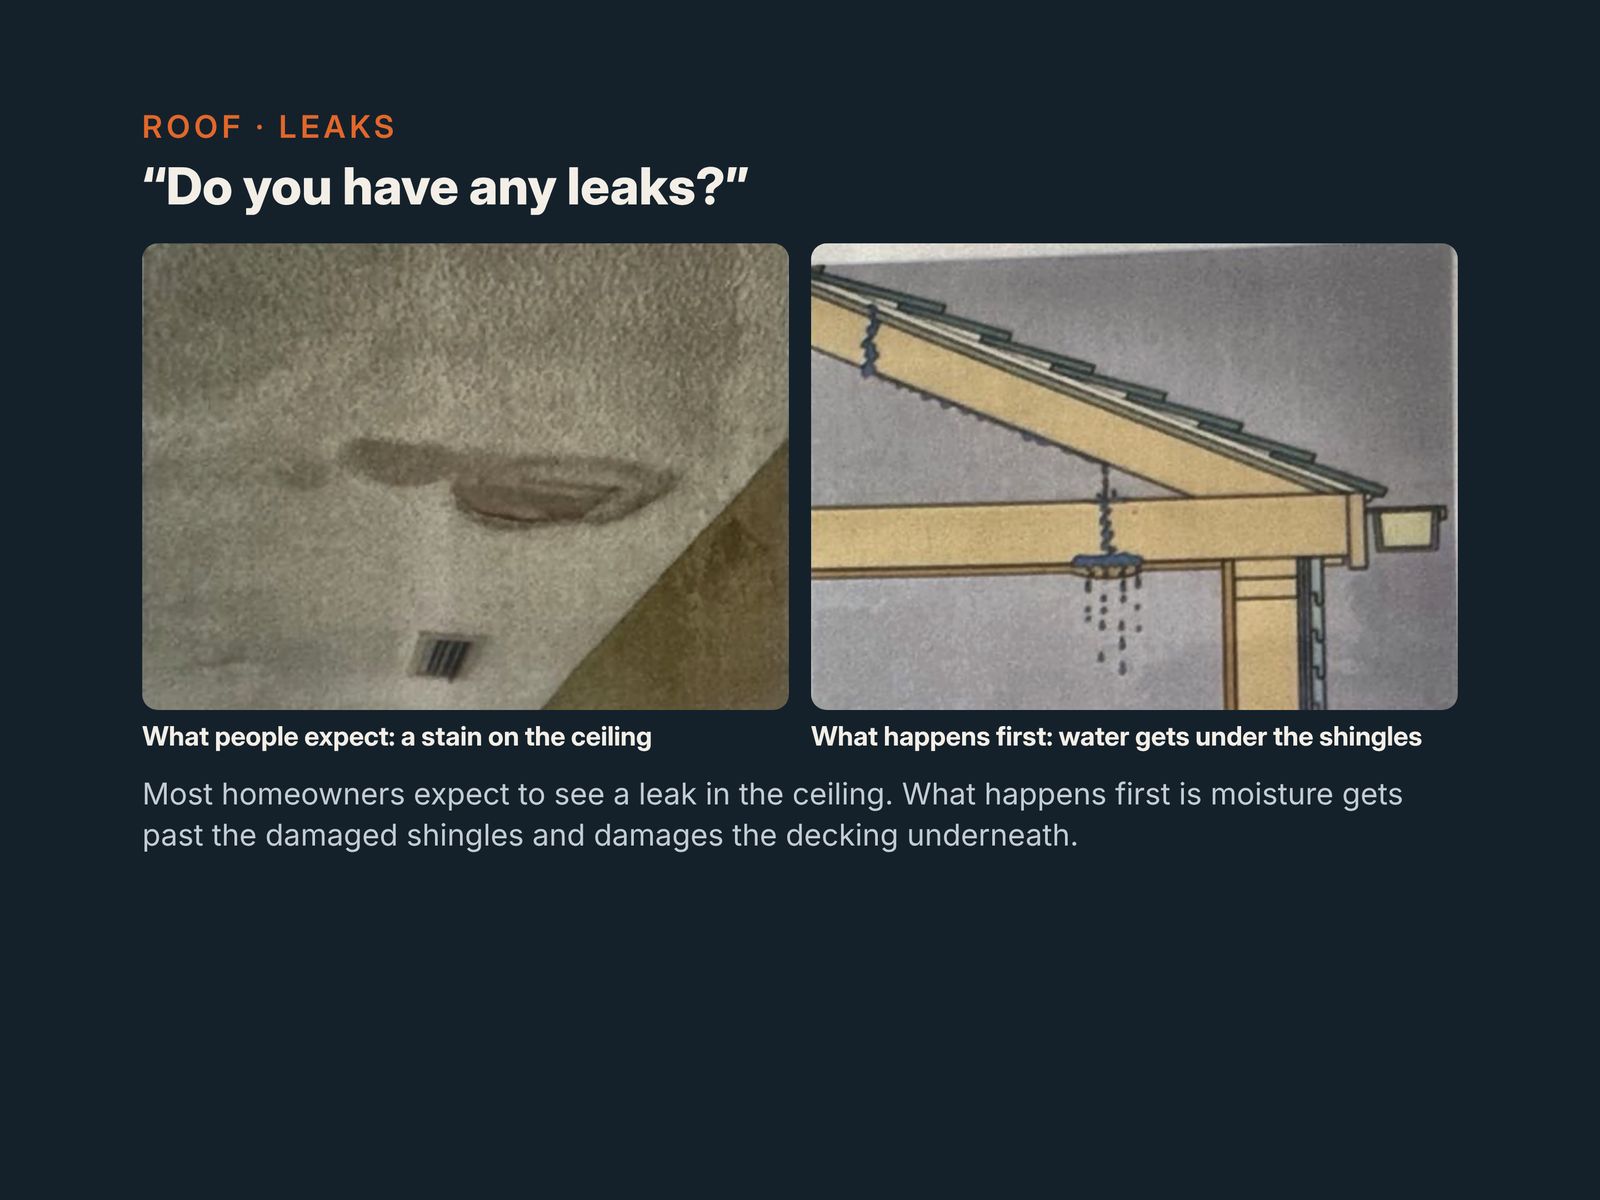 ROOF · LEAKS
“Do you have any leaks?”
What people expect: a stain on the ceiling
What happens first: water gets under the shingles
Most homeowners expect to see a leak in the ceiling. What happens first is moisture gets
past the damaged shingles and damages the decking underneath.